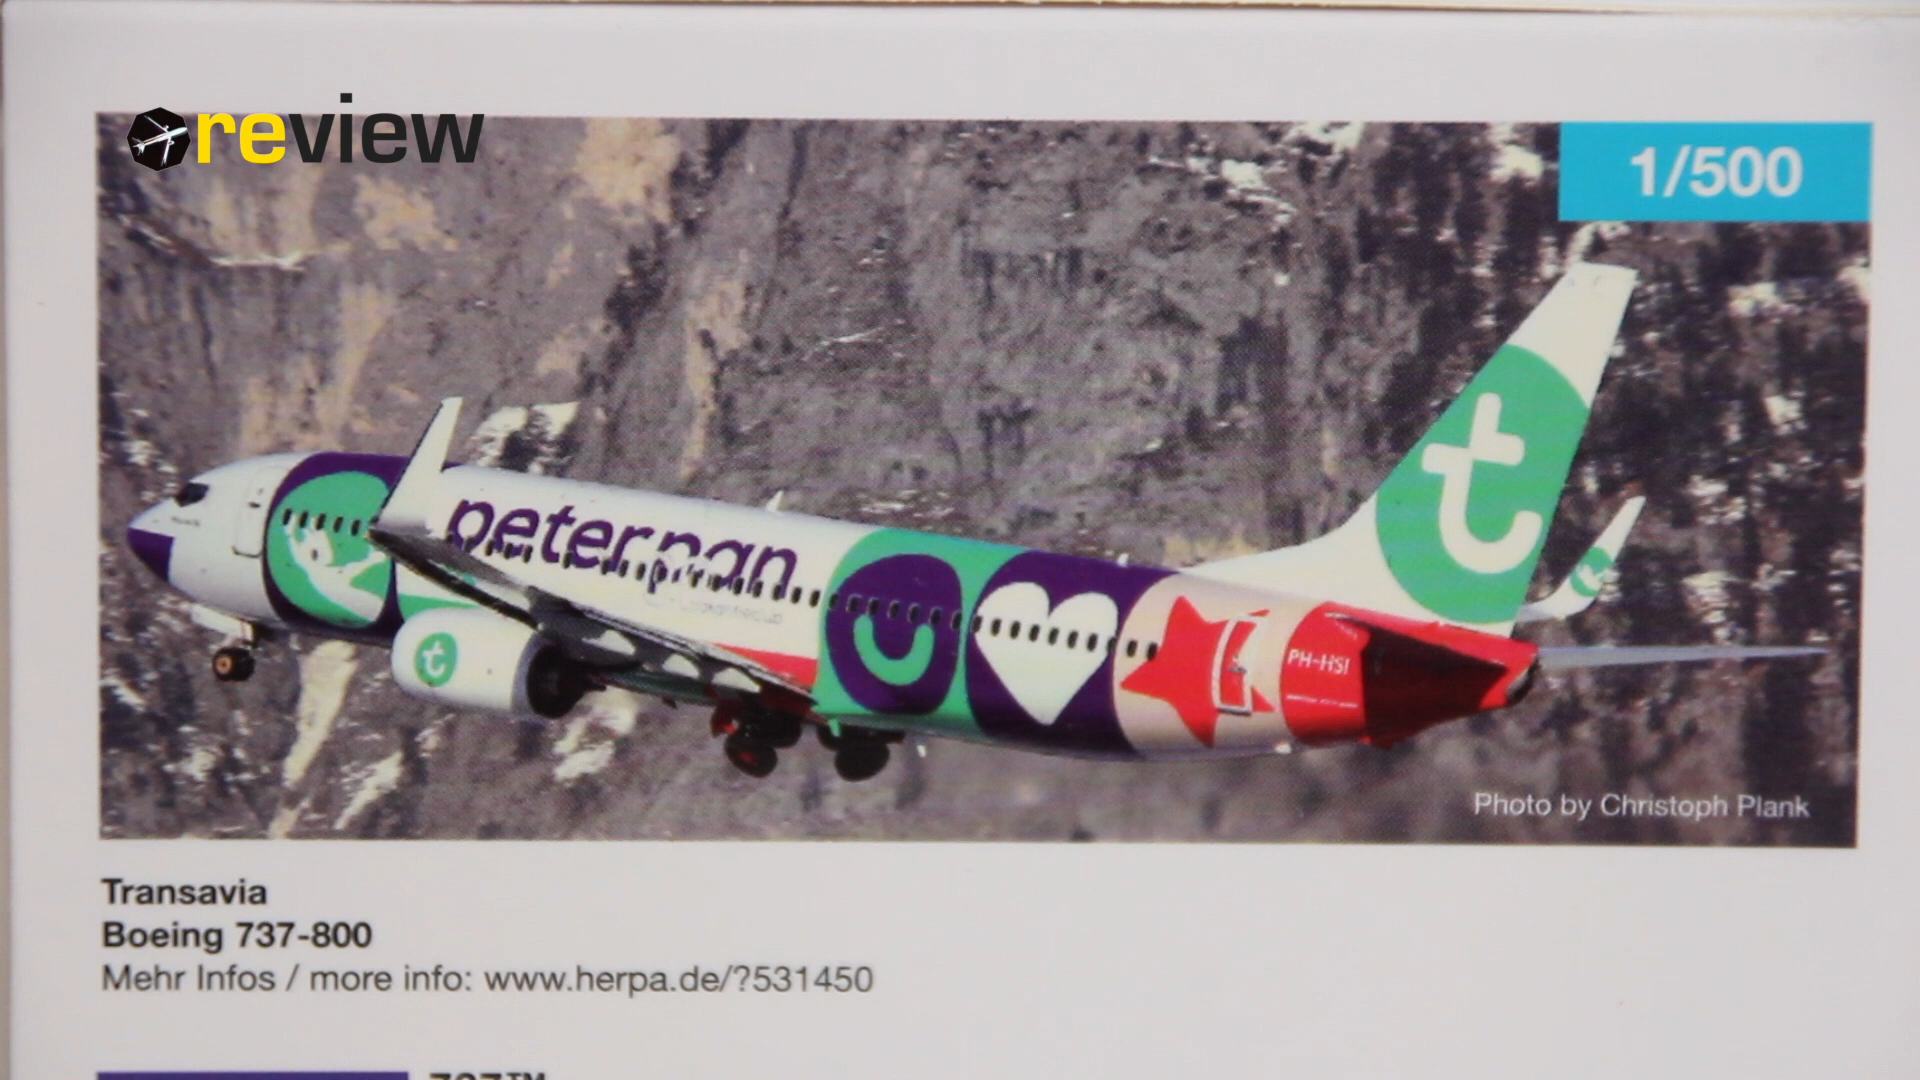 review
1/500
t
peter pan
t
PH-HSI
Photo by Christoph Plank
Transavia
Boeing 737-800
Mehr Infos / more info: www.herpa.de/?531450